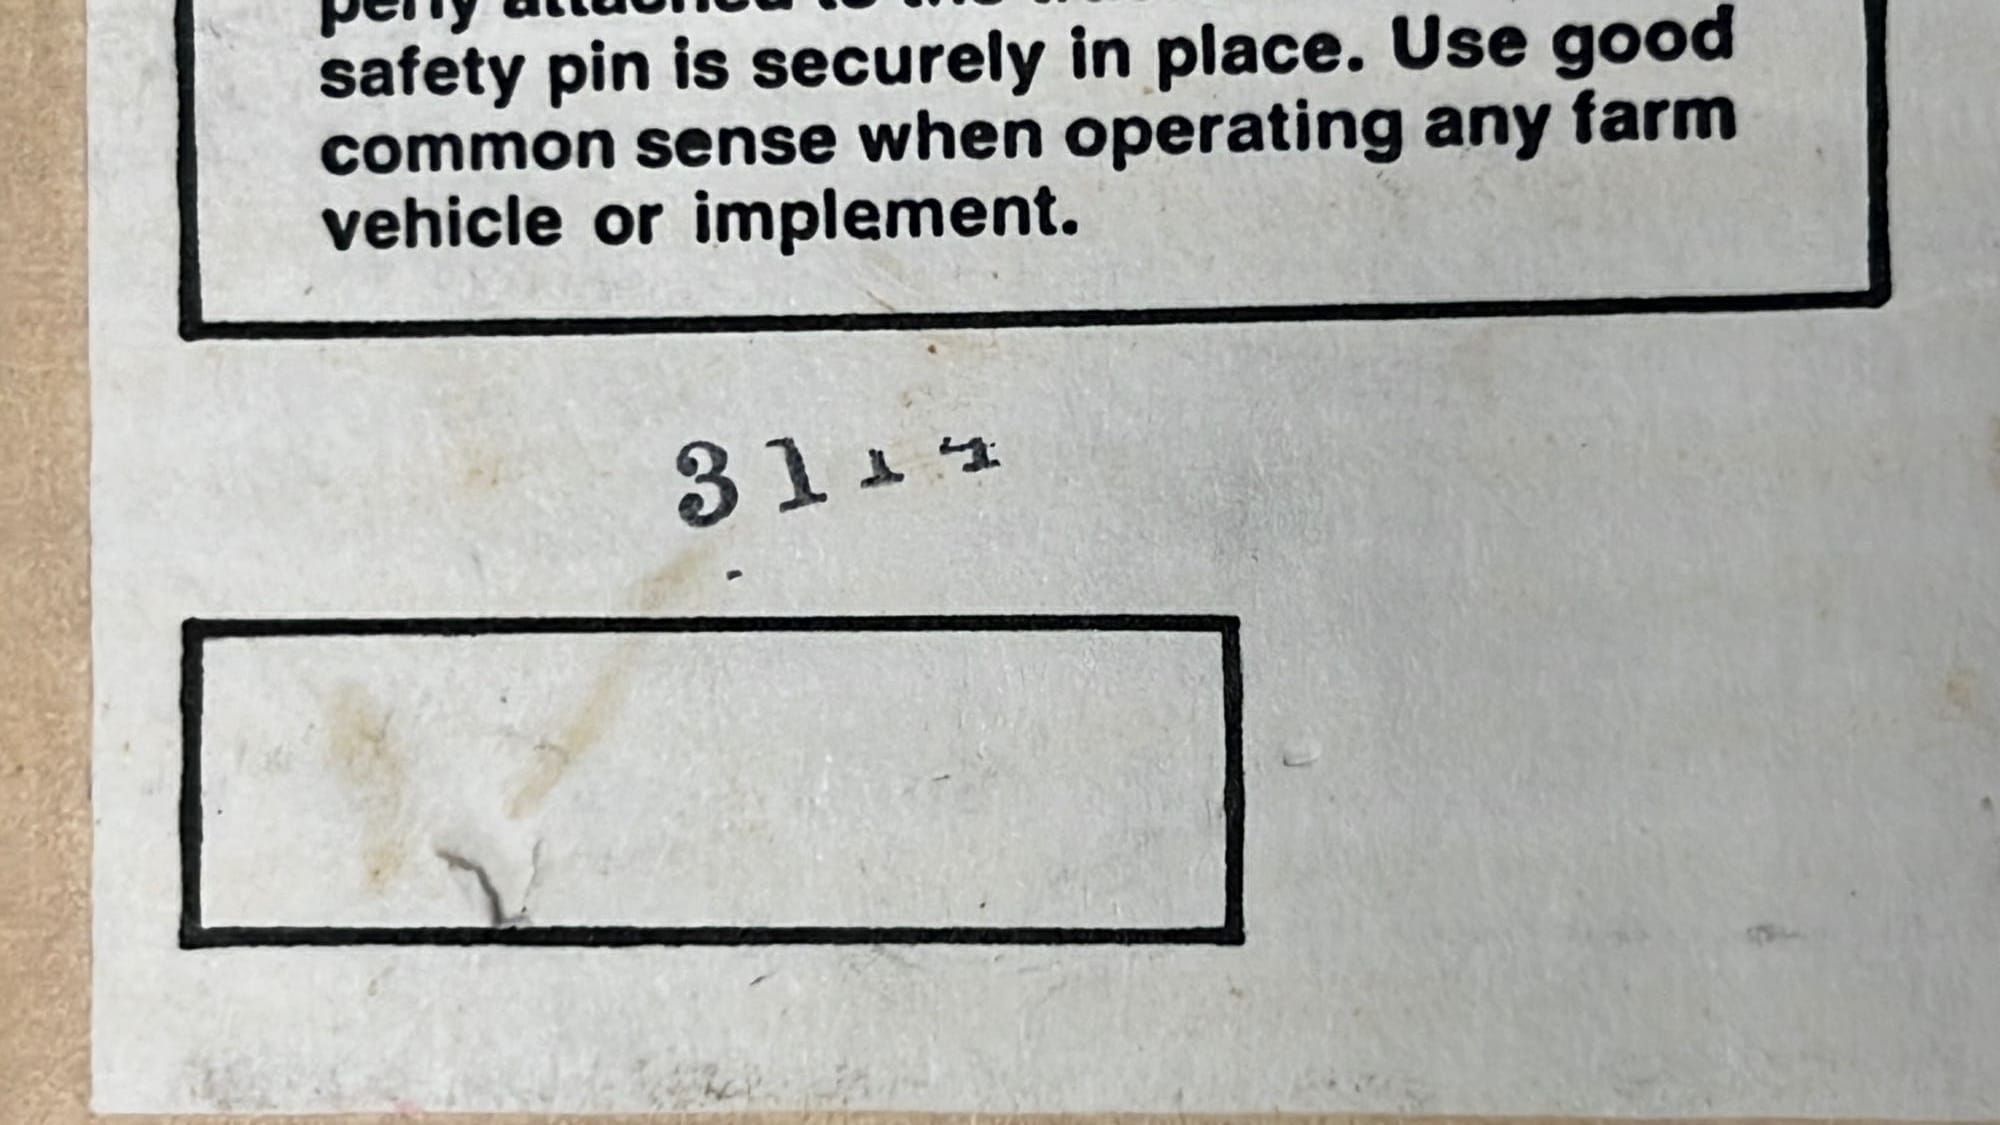 safety pin is securely in place. Use good
common sense when operating any farm
vehicle or implement.
31